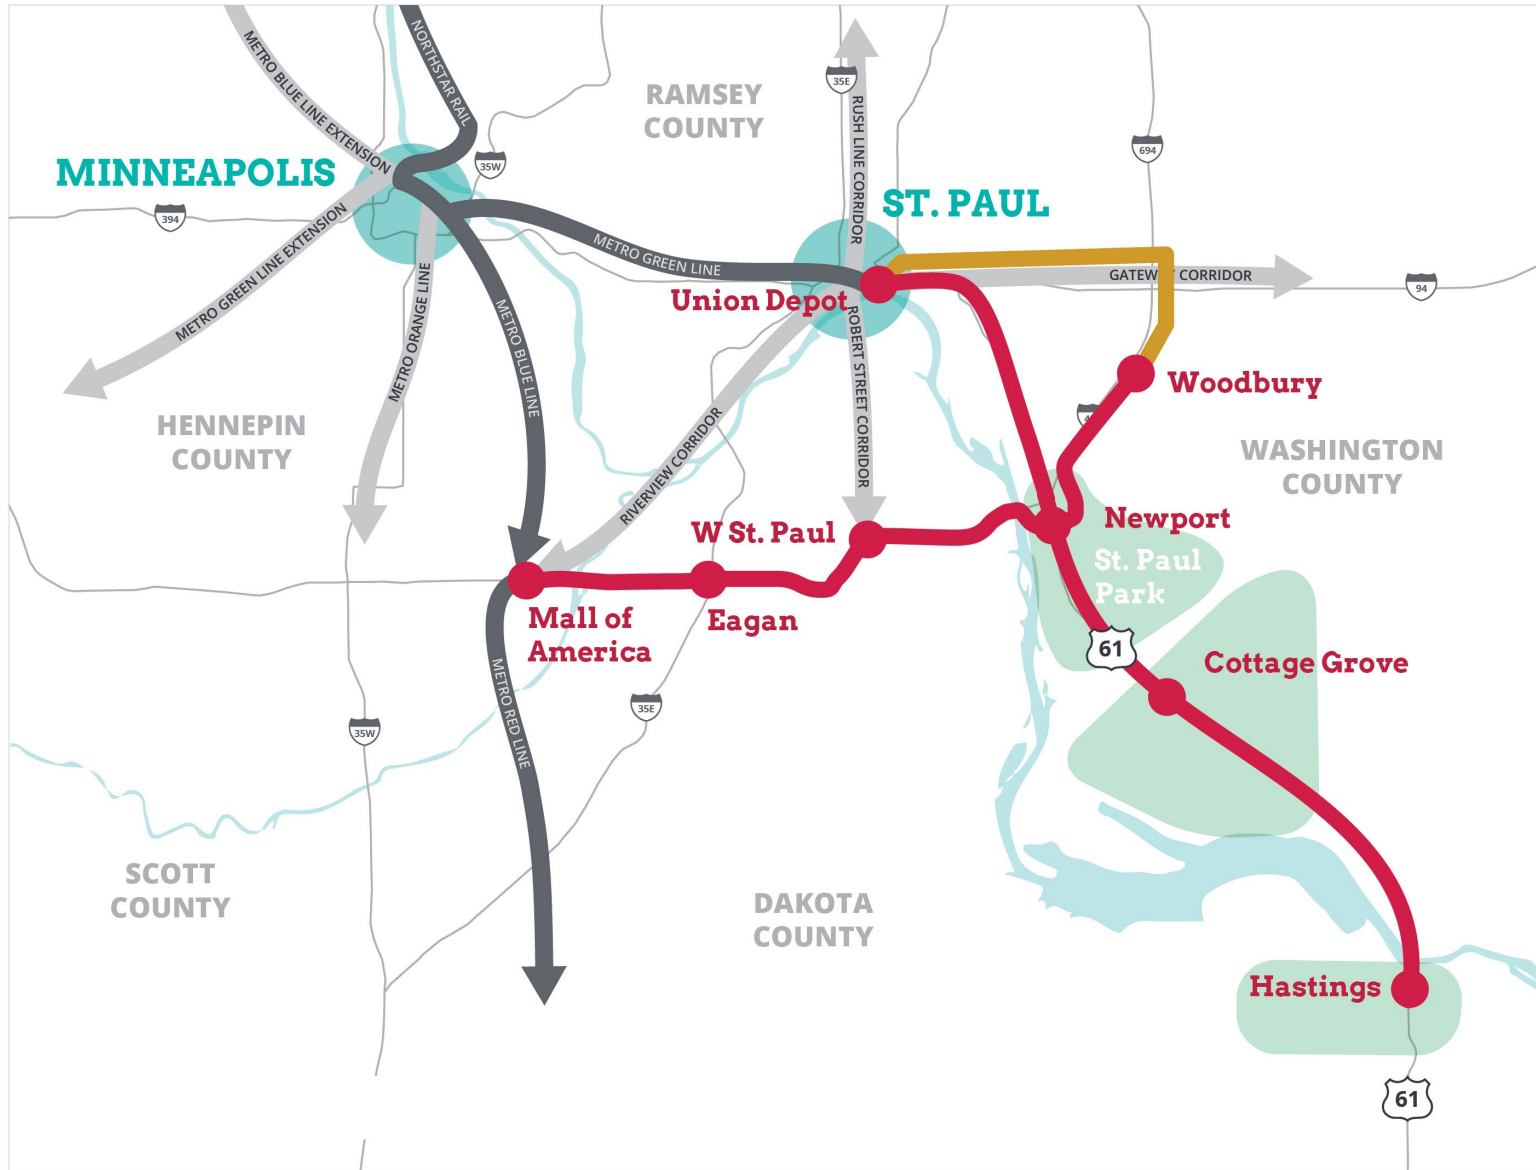 METRO BLUE LINE EXTENSION
NORTHSTAR RAIL
35W
RAMSEY
COUNTY
35E
RUSH LINE CORRIDOR
694
MINNEAPOLIS
394
METRO GREEN LINE EXTENSION
METRO ORANGE LINE
METRO GREEN LINE
METRO BLUE LINE
ST. PAUL
Union Depot
GATEW CORRIDOR
94
ROBERT STREET CORRIDOR
RIVERVIEW CORRIDOR
Woodbury
4
HENNEPIN
COUNTY
WASHINGTON
COUNTY
W St. Paul
Newport
St. Paul
Park
Mall of
America
Eagan
61
Cottage Grove
METRO RED LINE
35E
35W
SCOTT
COUNTY
DAKOTA
COUNTY
Hastings
61